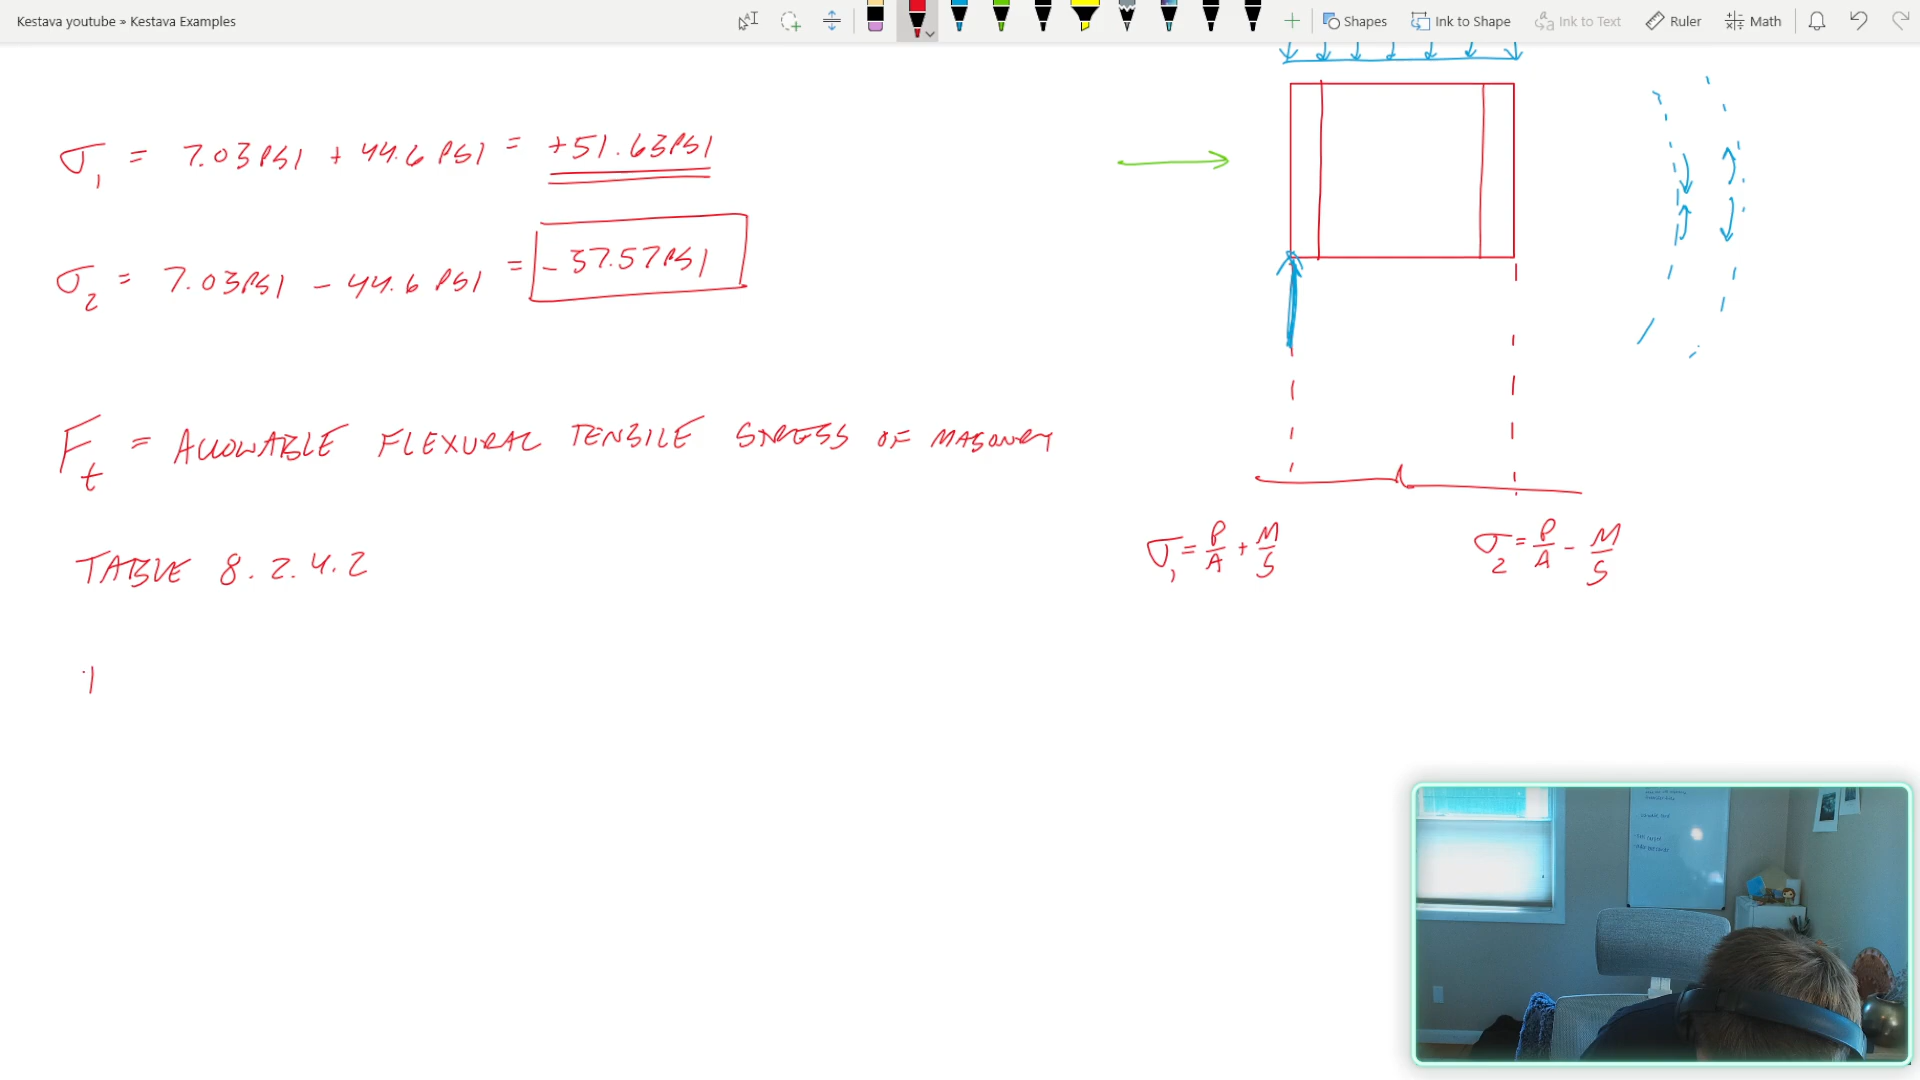 Kestava youtube » Kestava Examples
Shapes
Ink to Shape
Ink to Text
Ruler
Math
σ₁ = 7.03PSI + 44.6 PSI = +51.63PSI
σ₂ = 7.03PSI - 44.6 PSI = - 37.57PSI
Ft = ALLOWABLE FLEXURAL TENSILE STRESS OF MASONRY
σ₁ = P/A + M/S
σ₂ = P/A - M/S
TABLE 8.2.4.2